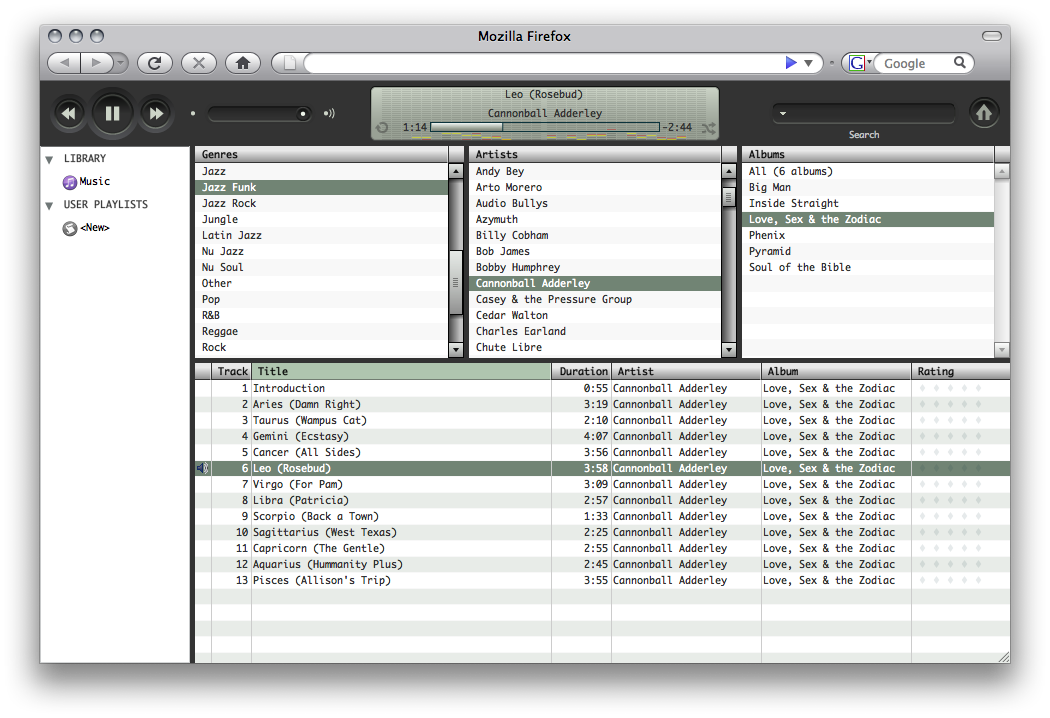 Mozilla Firefox
Google
Leo (Rosebud)
Cannonball Adderley
1:14 -2:44
Search
LIBRARY
Music
USER PLAYLISTS
<New>
Genres
Jazz
Jazz Funk
Jazz Rock
Jungle
Latin Jazz
Nu Jazz
Nu Soul
Other
Pop
R&B
Reggae
Rock
Artists
Andy Bey
Arto Morero
Audio Bullys
Azymuth
Billy Cobham
Bob James
Bobby Humphrey
Cannonball Adderley
Casey & the Pressure Group
Cedar Walton
Charles Earland
Chute Libre
Albums
All (6 albums)
Big Man
Inside Straight
Love, Sex & the Zodiac
Phenix
Pyramid
Soul of the Bible
Track Title Duration Artist Album Rating
1 Introduction 0:55 Cannonball Adderley Love, Sex & the Zodiac
2 Aries (Damn Right) 3:19 Cannonball Adderley Love, Sex & the Zodiac
3 Taurus (Wampus Cat) 2:10 Cannonball Adderley Love, Sex & the Zodiac
4 Gemini (Ecstasy) 4:07 Cannonball Adderley Love, Sex & the Zodiac
5 Cancer (All Sides) 3:56 Cannonball Adderley Love, Sex & the Zodiac
6 Leo (Rosebud) 3:58 Cannonball Adderley Love, Sex & the Zodiac
7 Virgo (For Pam) 3:09 Cannonball Adderley Love, Sex & the Zodiac
8 Libra (Patricia) 2:57 Cannonball Adderley Love, Sex & the Zodiac
9 Scorpio (Back a Town) 1:33 Cannonball Adderley Love, Sex & the Zodiac
10 Sagittarius (West Texas) 2:25 Cannonball Adderley Love, Sex & the Zodiac
11 Capricorn (The Gentle) 2:55 Cannonball Adderley Love, Sex & the Zodiac
12 Aquarius (Hummanity Plus) 2:45 Cannonball Adderley Love, Sex & the Zodiac
13 Pisces (Allison's Trip) 3:55 Cannonball Adderley Love, Sex & the Zodiac